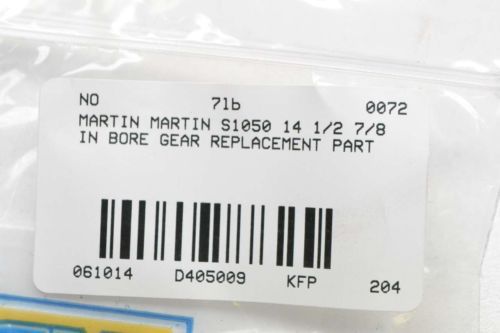 NO 7lb 0072
MARTIN MARTIN S1050 14 1/2 7/8
IN BORE GEAR REPLACEMENT PART
061014 D405009 KFP 204